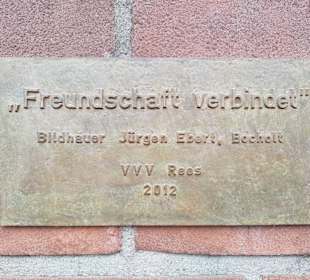 „Freundschaft verbindet"
Bildhauer Jürgen Ebert, Bocholt
VVV Rees
2012